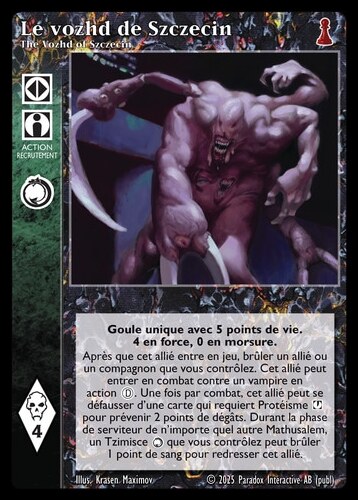 Le vozhd de Szczecin
The Vozhd of Szczecin
ACTION
RECRUTEMENT
Goule unique avec 5 points de vie.
4 en force, 0 en morsure.
Après que cet allié entre en jeu, brûler un allié ou
un compagnon que vous contrôlez. Cet allié peut
entrer en combat contre un vampire en
action Ⓓ. Une fois par combat, cet allié peut se
défausser d'une carte qui requiert Protéisme
pour prévenir 2 points de dégâts. Durant la phase
de serviteur de n'importe quel autre Mathusalem,
un Tzimisce que vous contrôlez peut brûler
1 point de sang pour redresser cet allié.
4
Illus. Krasen Maximov © 2023 Paradox Interactive AB (publ)